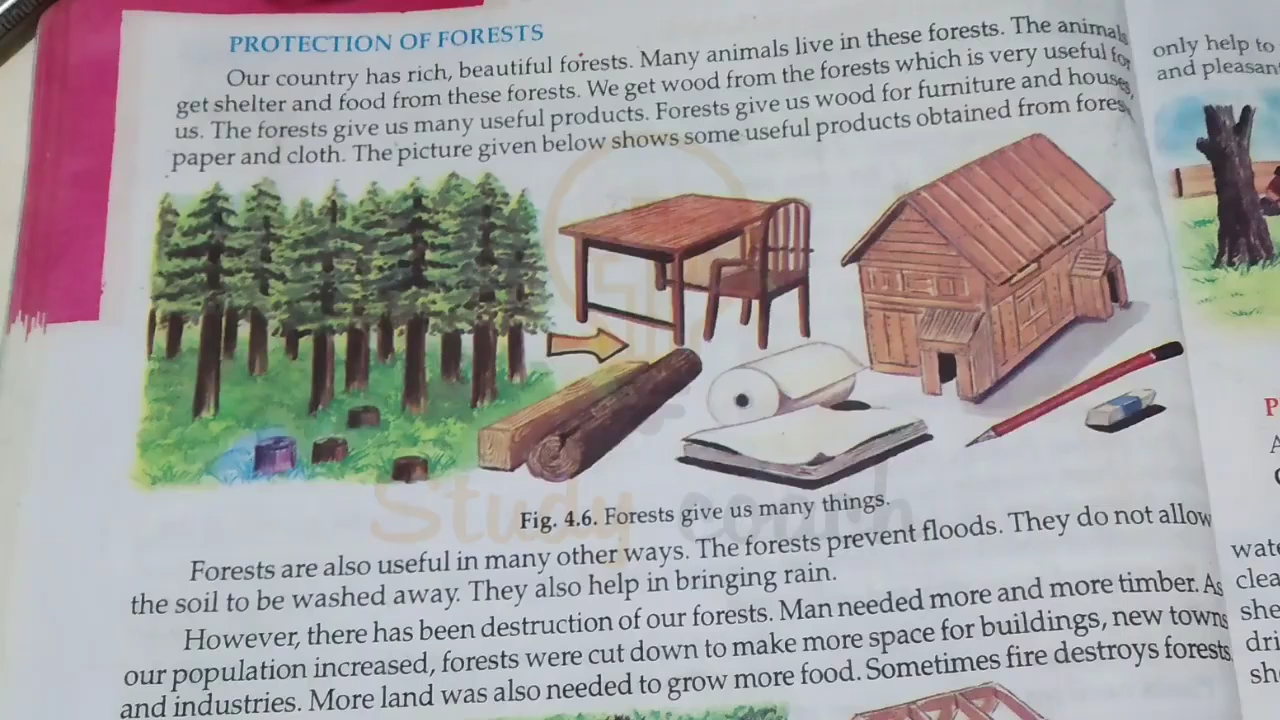 PROTECTION OF FORESTS
Our country has rich, beautiful forests. Many animals live in these forests. The animals
get shelter and food from these forests. We get wood from the forests which is very useful for
us. The forests give us many useful products. Forests give us wood for furniture and houses,
paper and cloth. The picture given below shows some useful products obtained from
Fig. 4.6. Forests give us many things.
Study coach
Forests are also useful in many other ways. The forests prevent floods. They do not allow
the soil to be washed away. They also help in bringing rain.
However, there has been destruction of our forests. Man needed more and more timber. As
our population increased, forests were cut down to make more space for buildings, new towns
and industries. More land was also needed to grow more food. Sometimes fire destroys forests
only help to
and
P